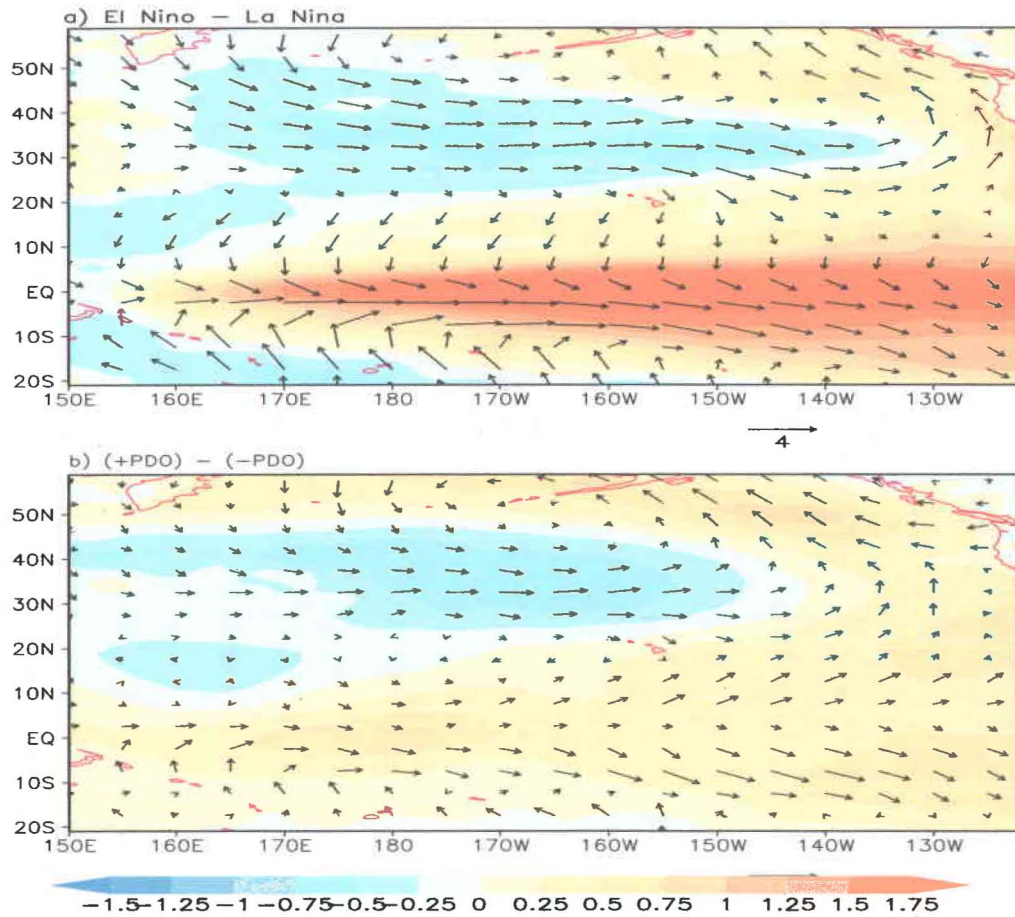 a) El Nino – La Nina
50N
40N
30N
20N
10N
EQ
10S
20S
150E 160E 170E 180 170W 160W 150W 140W 130W
4
b) (+PDO) – (–PDO)
50N
40N
30N
20N
10N
EQ
10S
20S
150E 160E 170E 180 170W 160W 150W 140W 130W
−1.5 −1.25 −1 −0.75 −0.5 −0.25 0 0.25 0.5 0.75 1 1.25 1.5 1.75